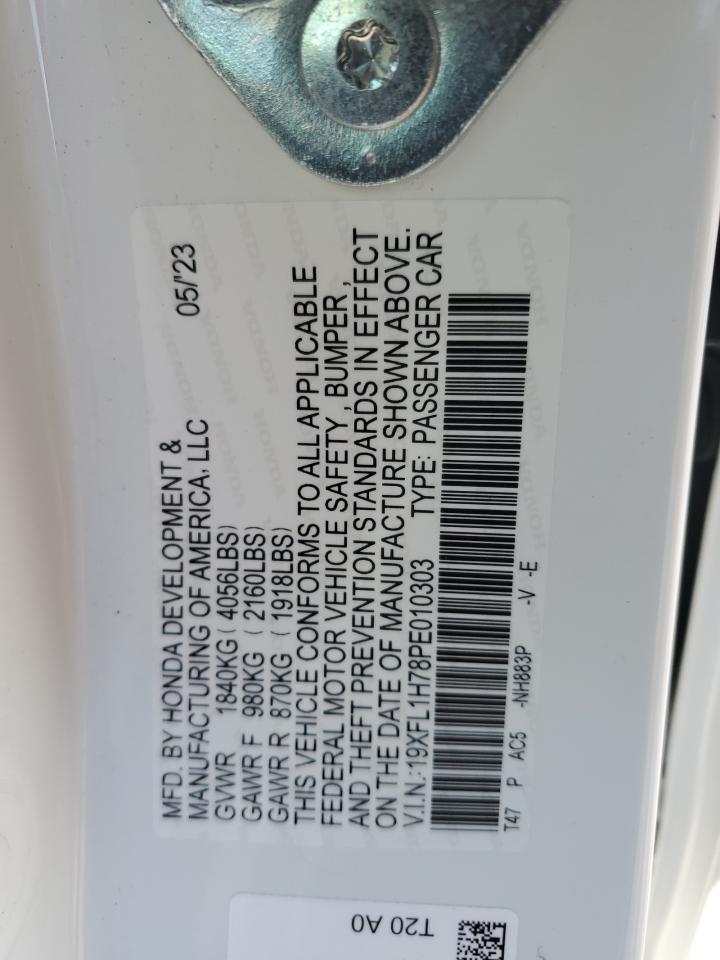 MFD. BY HONDA DEVELOPMENT &
MANUFACTURING OF AMERICA, LLC 05/'23
GVWR 1840KG ( 4056LBS)
GAWR F 980KG ( 2160LBS)
GAWR R 870KG ( 1918LBS)
THIS VEHICLE CONFORMS TO ALL APPLICABLE
FEDERAL MOTOR VEHICLE SAFETY , BUMPER ,
AND THEFT PREVENTION STANDARDS IN EFFECT
ON THE DATE OF MANUFACTURE SHOWN ABOVE.
V.I.N.:19XFL1H78PE010303 TYPE: PASSENGER CAR
T47 P AC5 -NH883P -V -E
T20 A0